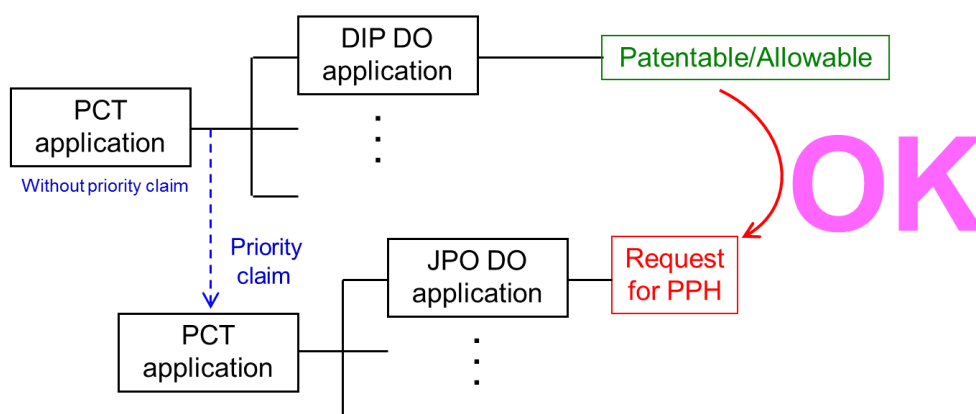 DIP DO
application
Patentable/Allowable
PCT
application
Without priority claim
OK
Priority
claim
JPO DO
application
Request
for PPH
PCT
application